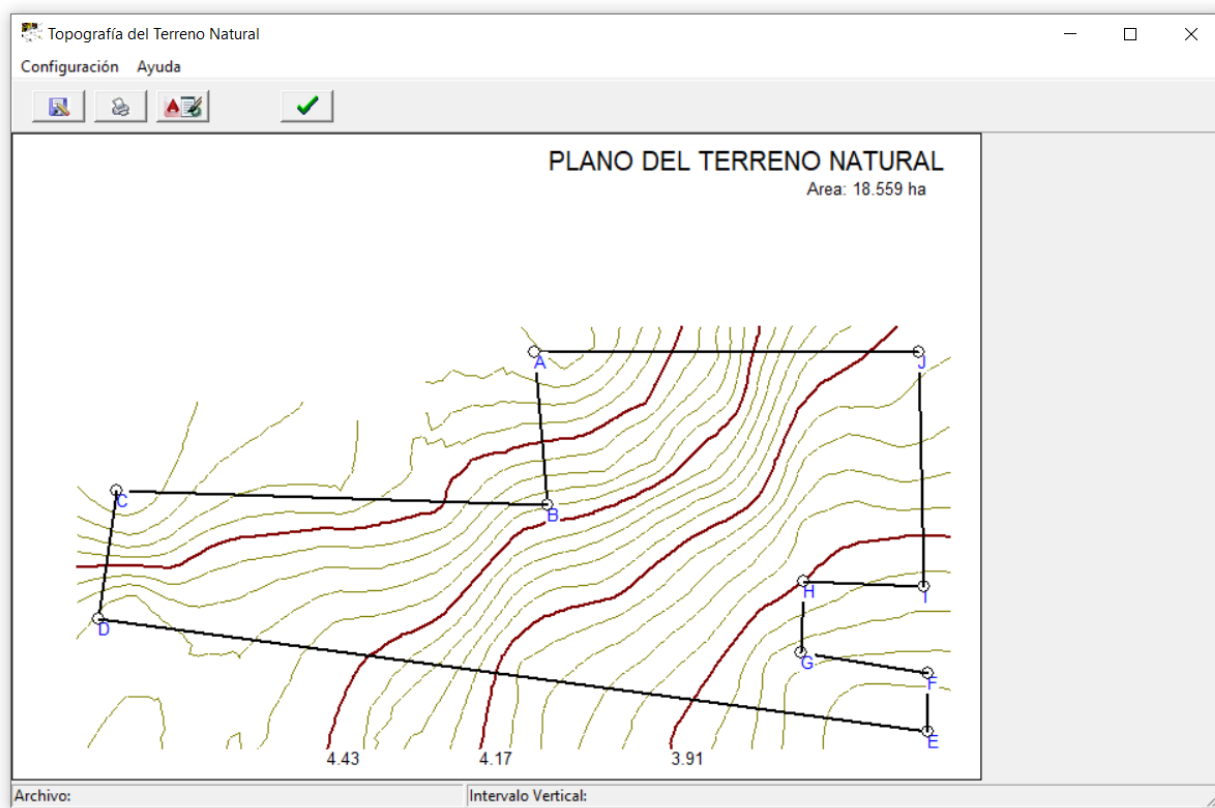 Topografía del Terreno Natural
Configuración Ayuda
PLANO DEL TERRENO NATURAL
Area: 18.559 ha
A
J
C
B
H
I
D
G
F
E
4.43 4.17 3.91
Archivo: Intervalo Vertical: